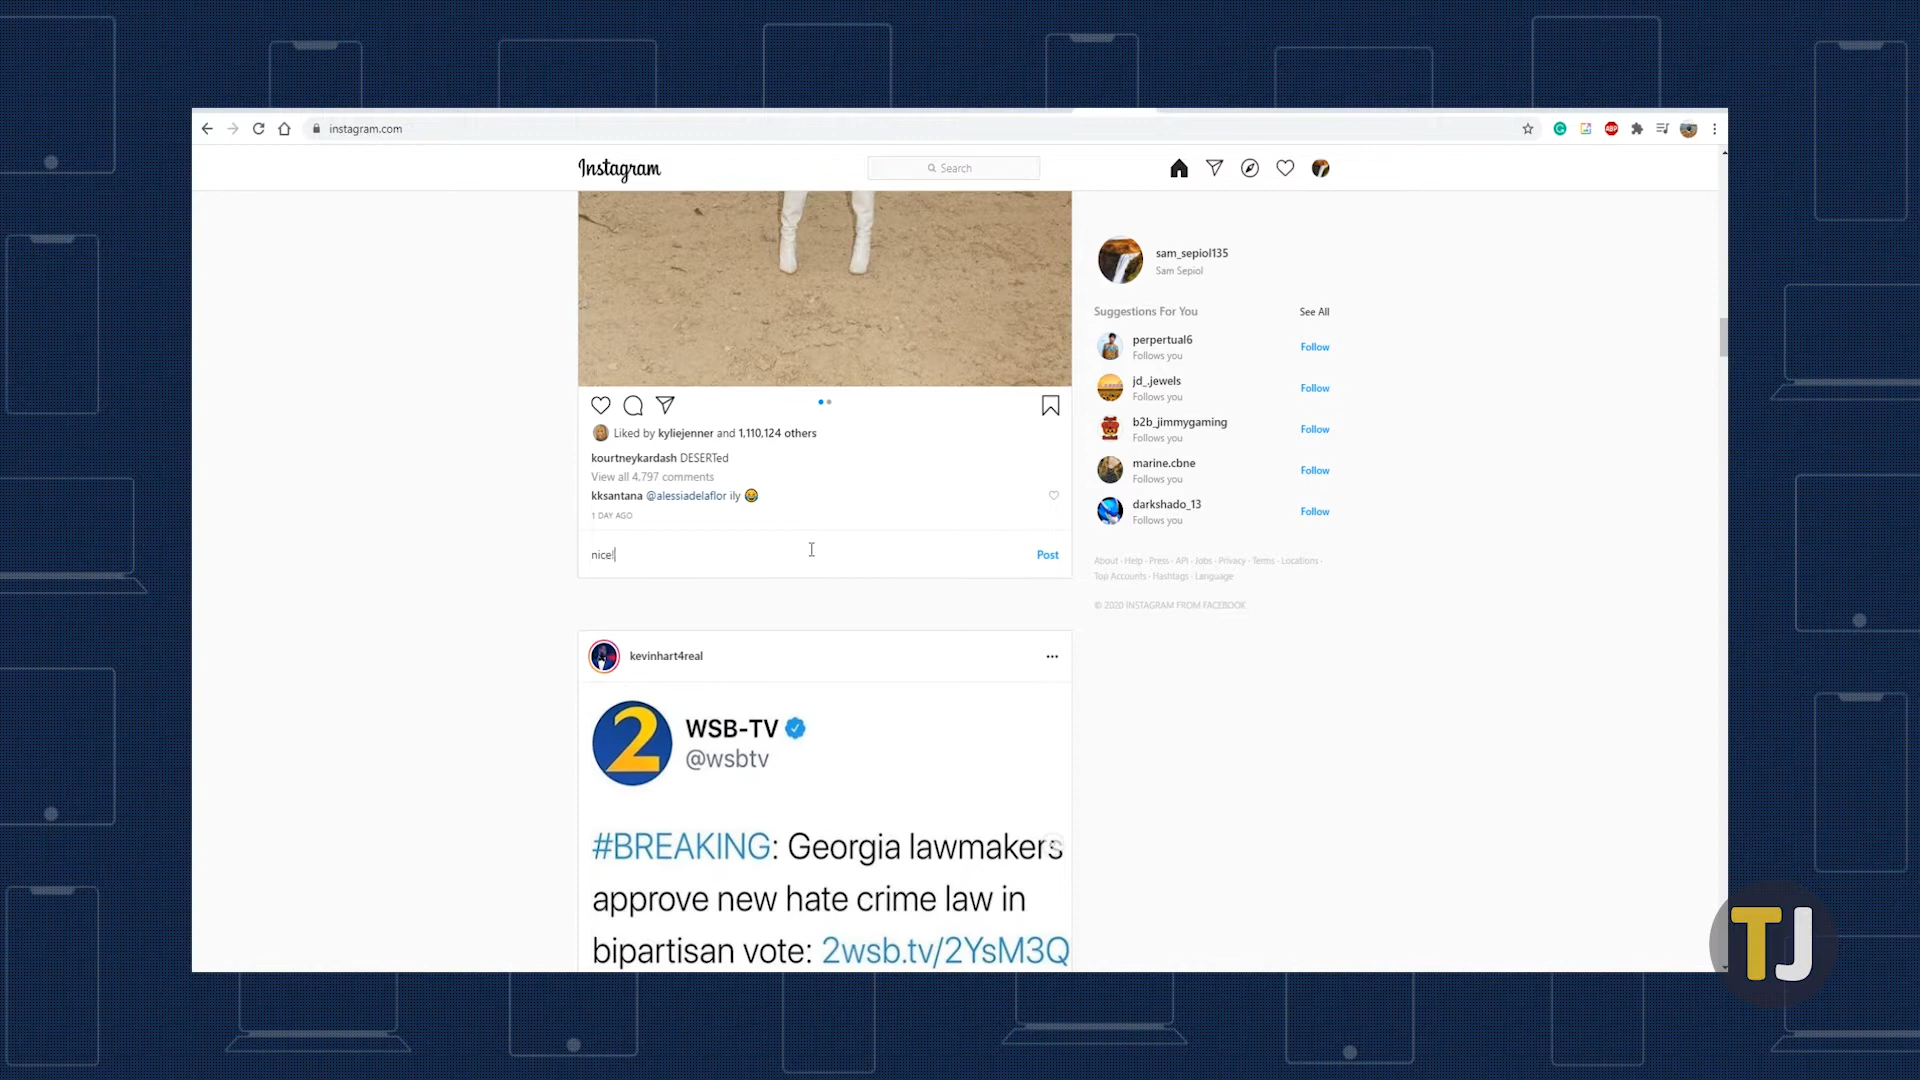 instagram.com
ABP
Instagram
Search
sam_sepiol135
Sam Sepiol
Suggestions For You
See All
perpertual6
Follows you
Follow
jd_.jewels
Follows you
Follow
b2b_jimmygaming
Follows you
Follow
marine.cbne
Follows you
Follow
darkshado_13
Follows you
Follow
About · Help · Press · API · Jobs · Privacy · Terms · Locations ·
Top Accounts · Hashtags · Language
© 2020 INSTAGRAM FROM FACEBOOK
Liked by kyliejenner and 1,110,124 others
kourtneykardash DESERTed
View all 4,797 comments
kksantana @alessiadelaflor ily 😂
1 DAY AGO
nice!
Post
kevinhart4real
2
WSB-TV
@wsbtv
#BREAKING: Georgia lawmakers
approve new hate crime law in
bipartisan vote: 2wsb.tv/2YsM3Q
TJ